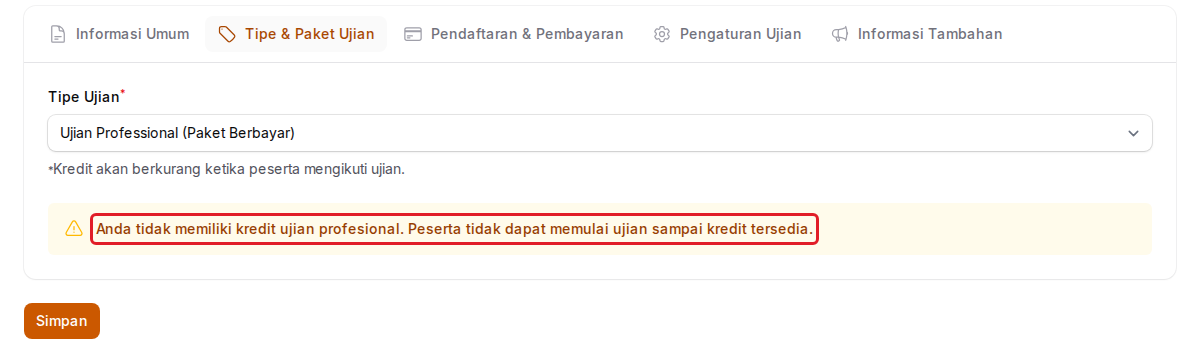 Informasi Umum
Tipe & Paket Ujian
Pendaftaran & Pembayaran
Pengaturan Ujian
Informasi Tambahan
Tipe Ujian*
Ujian Professional (Paket Berbayar)
*Kredit akan berkurang ketika peserta mengikuti ujian.
Anda tidak memiliki kredit ujian profesional. Peserta tidak dapat memulai ujian sampai kredit tersedia.
Simpan